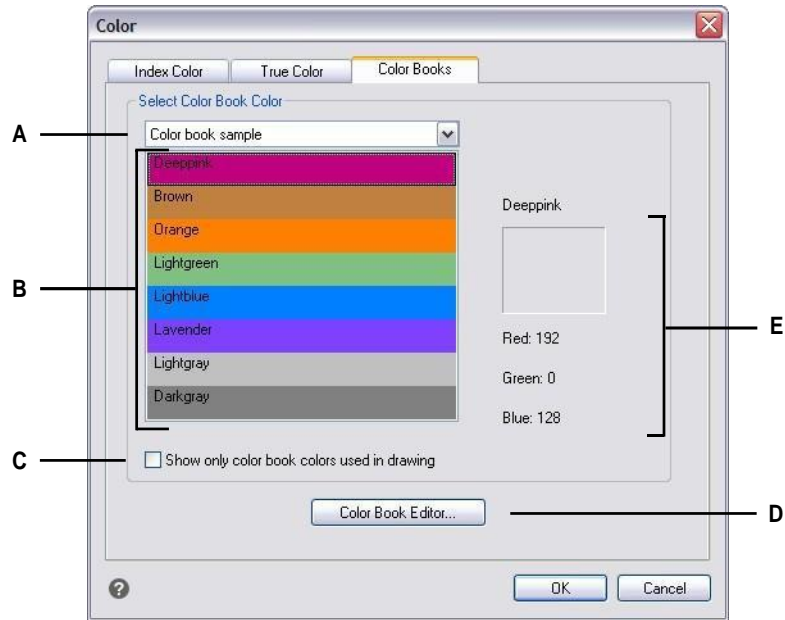 Color
Index Color True Color Color Books
Select Color Book Color
A Color book sample
Deeppink
Brown
Orange
Lightgreen
B Lightblue
Lavender
Lightgray
Darkgray
Deeppink
Red: 192
Green: 0
Blue: 128
E
C Show only color book colors used in drawing
Color Book Editor... D
? OK Cancel